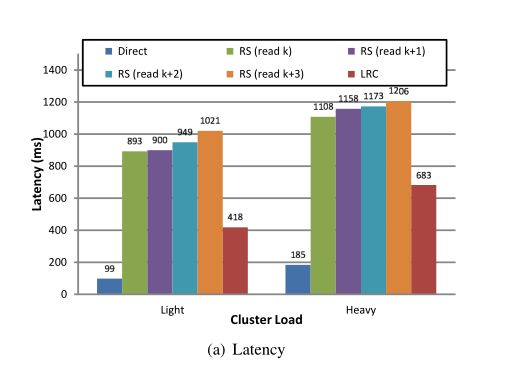 Direct RS (read k) RS (read k+1)
RS (read k+2) RS (read k+3) LRC
Latency (ms)
1400
1200
1000
800
600
400
200
0
99 893 900 949 1021 418
185 1108 1158 1173 1206 683
Light Heavy
Cluster Load
(a) Latency